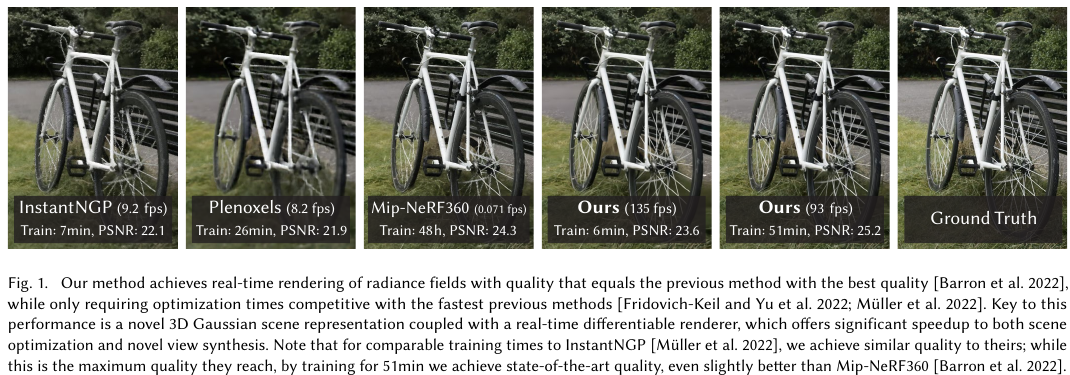 InstantNGP (9.2 fps)
Train: 7min, PSNR: 22.1
Plenoxels (8.2 fps)
Train: 26min, PSNR: 21.9
Mip-NeRF360 (0.071 fps)
Train: 48h, PSNR: 24.3
Ours (135 fps)
Train: 6min, PSNR: 23.6
Ours (93 fps)
Train: 51min, PSNR: 25.2
Ground Truth
Fig. 1. Our method achieves real-time rendering of radiance fields with quality that equals the previous method with the best quality [Barron et al. 2022],
while only requiring optimization times competitive with the fastest previous methods [Fridovich-Keil and Yu et al. 2022; Müller et al. 2022]. Key to this
performance is a novel 3D Gaussian scene representation coupled with a real-time differentiable renderer, which offers significant speedup to both scene
optimization and novel view synthesis. Note that for comparable training times to InstantNGP [Müller et al. 2022], we achieve similar quality to theirs; while
this is the maximum quality they reach, by training for 51min we achieve state-of-the-art quality, even slightly better than Mip-NeRF360 [Barron et al. 2022].